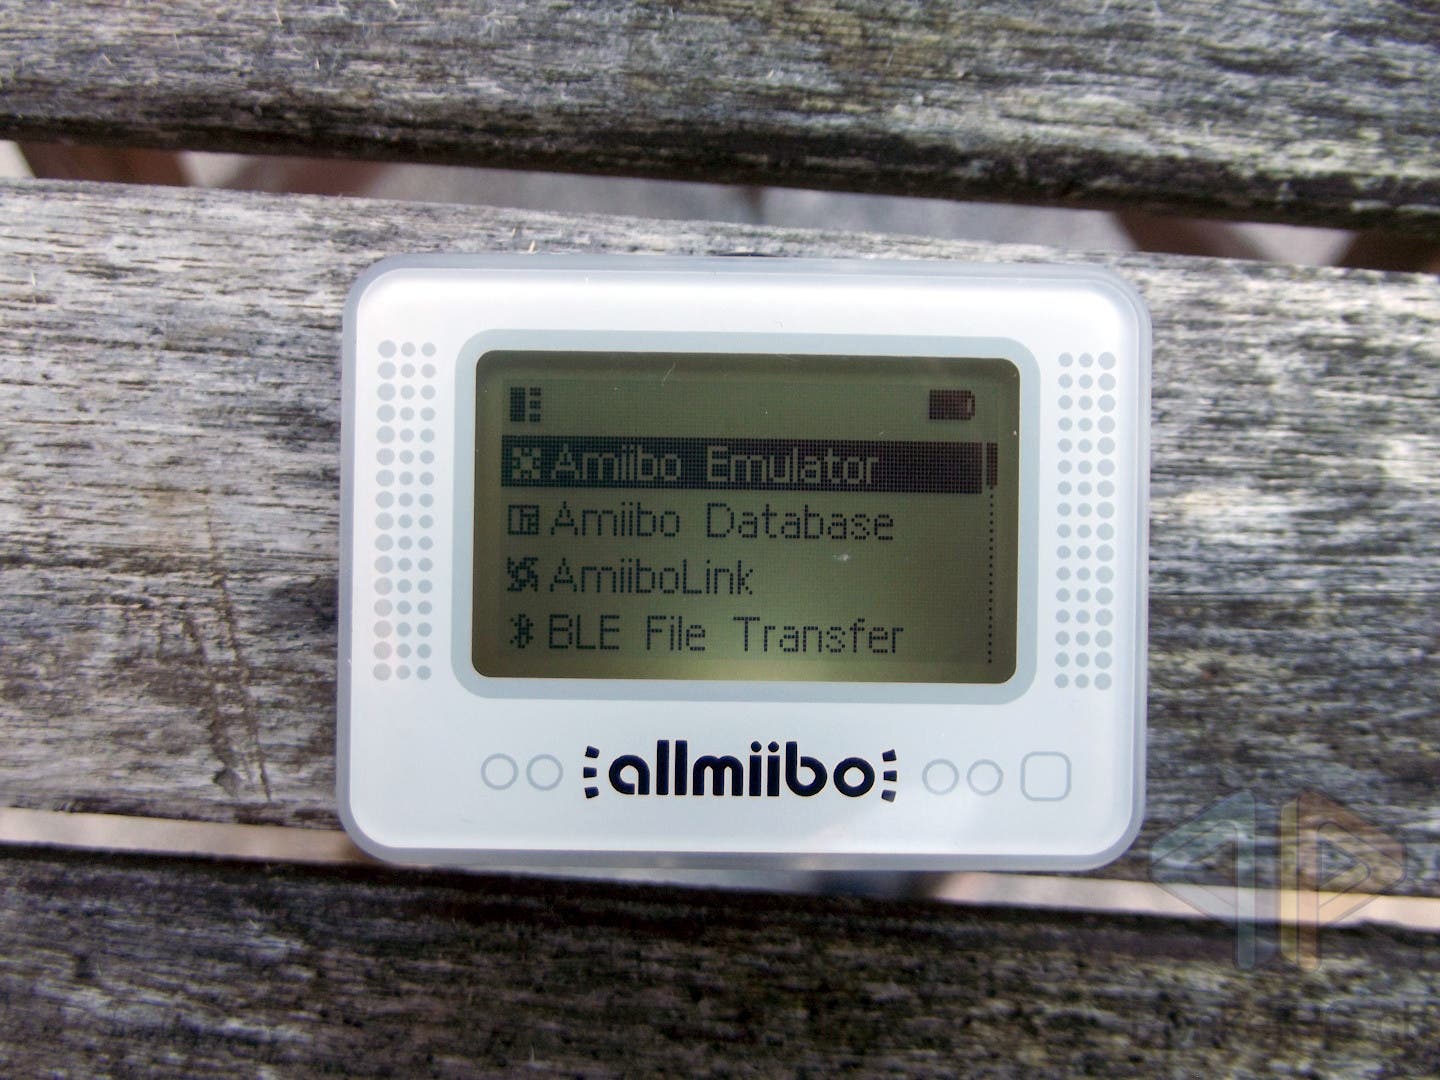 Amiibo Emulator
Amiibo Database
AmiiboLink
BLE File Transfer
allmiibo